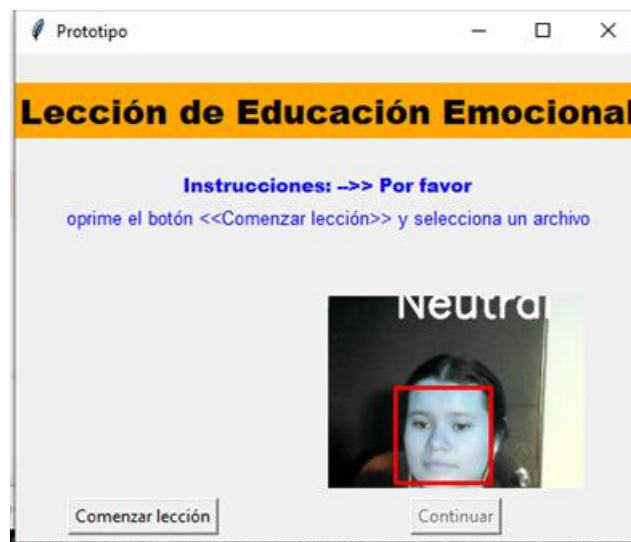 Prototipo
Lección de Educación Emocional
Instrucciones: -->> Por favor
oprime el botón <<Comenzar lección>> y selecciona un archivo
Neutral
Comenzar lección
Continuar